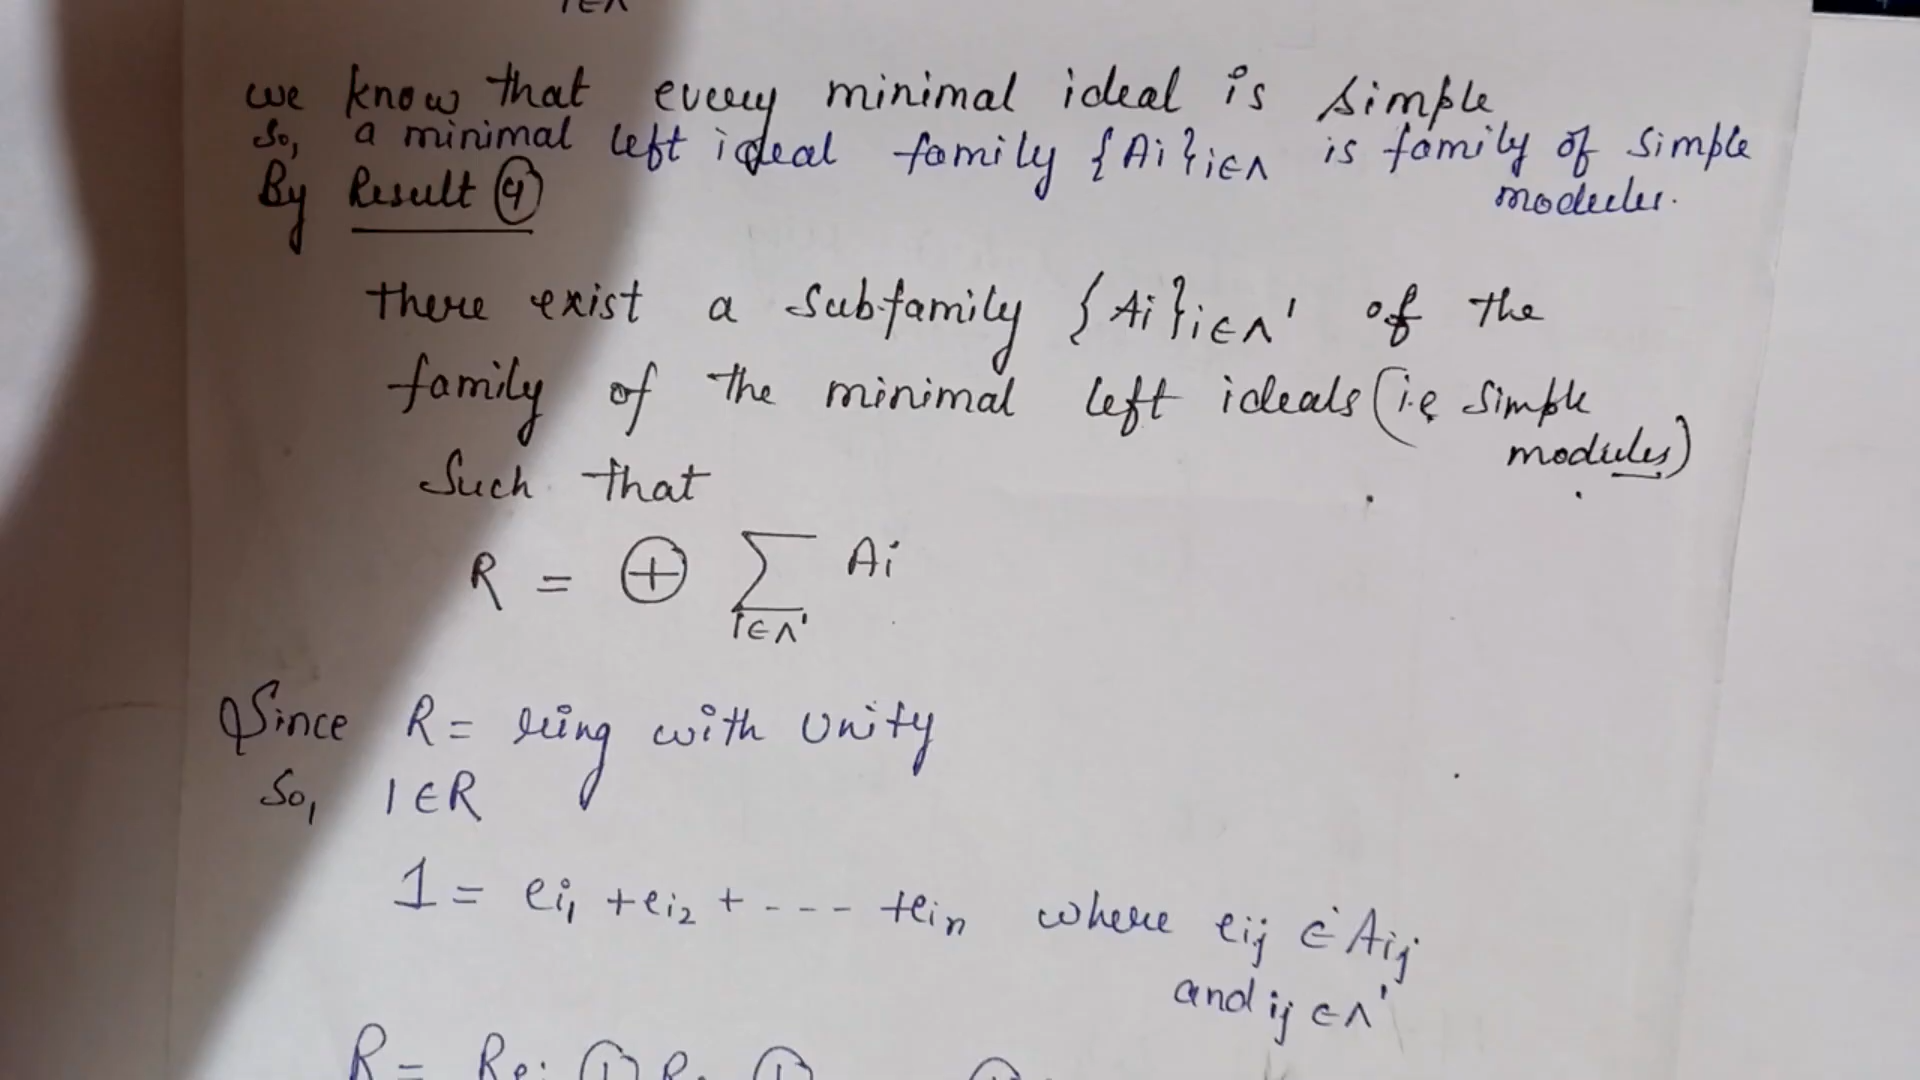 i∈Λ
we know that every minimal ideal is simple
So, a minimal left ideal family {Ai}i∈Λ is family of simple
modules.
By Result ④
there exist a subfamily {Ai}i∈Λ' of the
family of the minimal left ideals (i.e simple
modules)
Such that
R = ⊕ Σ Ai
i∈Λ'
Since R = ring with unity
So, 1∈R
1 = ei1 + ei2 + ---- + ein where eij ∈ Aij
and ij ∈ Λ'
R = Rei ⊕ R ⊕